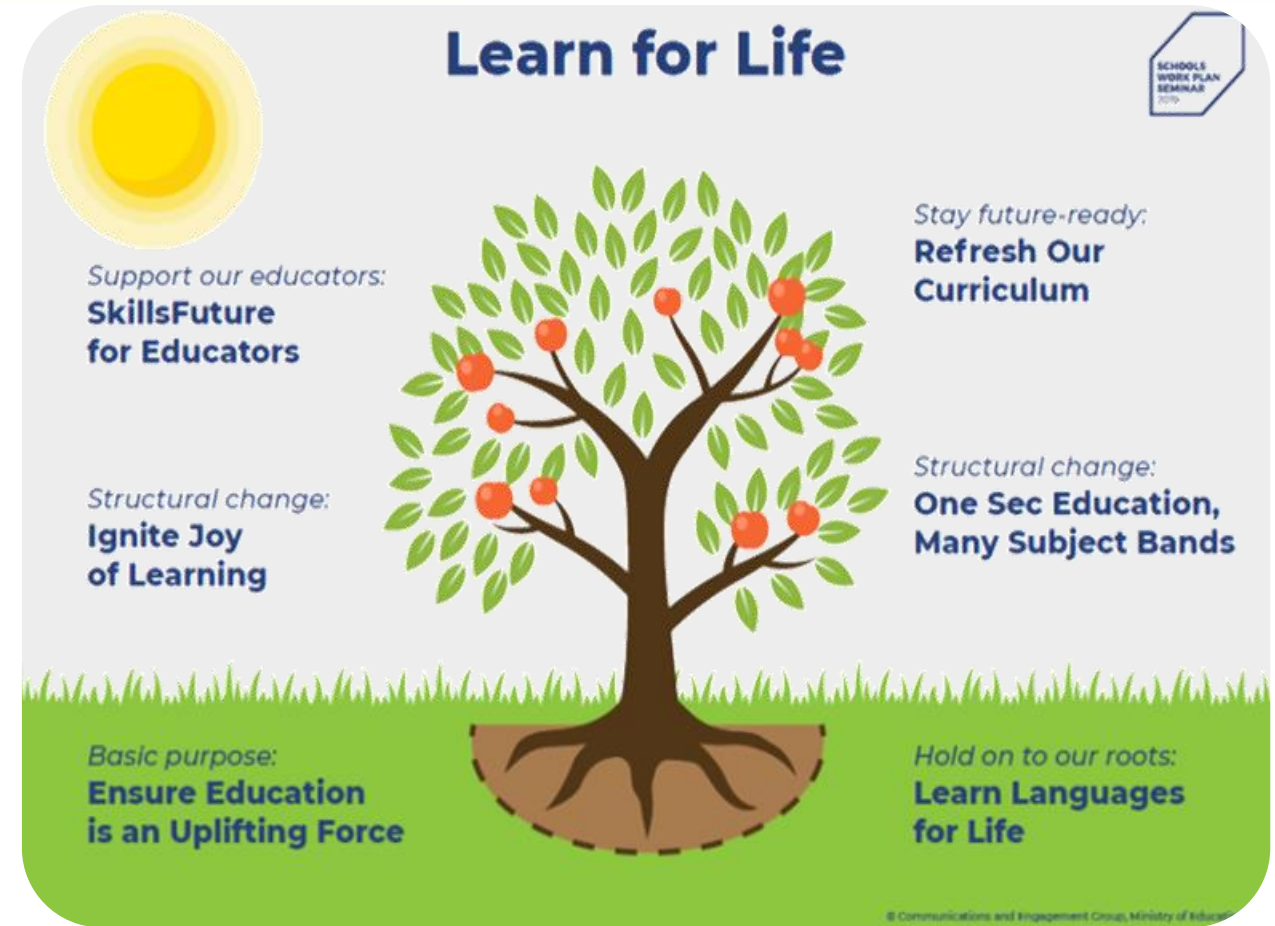 Learn for Life
SCHOOLS
WORK PLAN
SEMINAR
2019
Support our educators:
SkillsFuture
for Educators
Structural change:
Ignite Joy
of Learning
Basic purpose:
Ensure Education
is an Uplifting Force
Stay future-ready:
Refresh Our
Curriculum
Structural change:
One Sec Education,
Many Subject Bands
Hold on to our roots:
Learn Languages
for Life
© Communications and Engagement Group, Ministry of